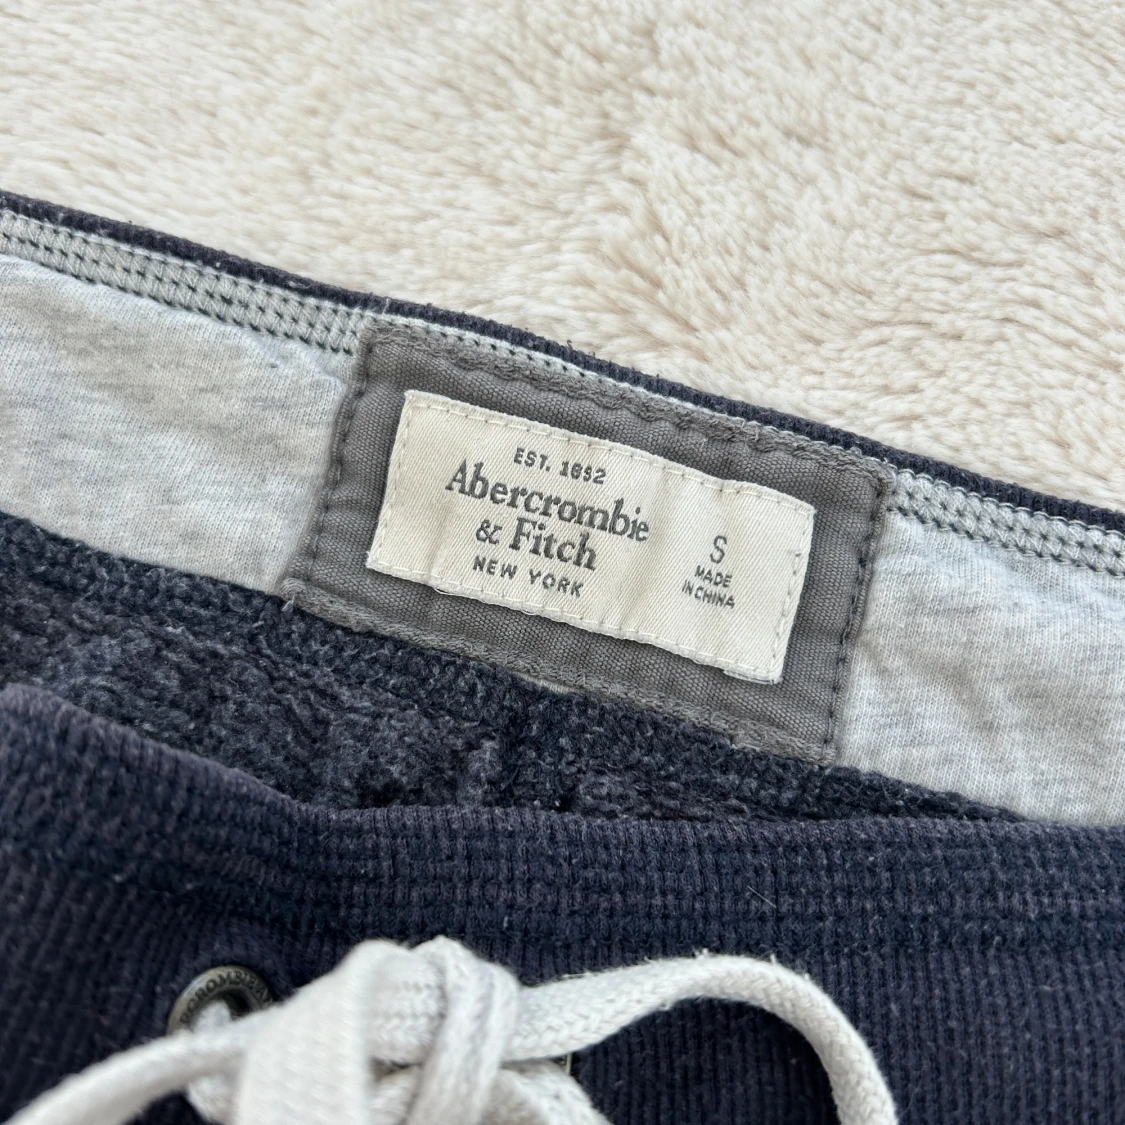 EST. 1892
Abercrombie
& Fitch
NEW YORK
S
MADE
IN CHINA